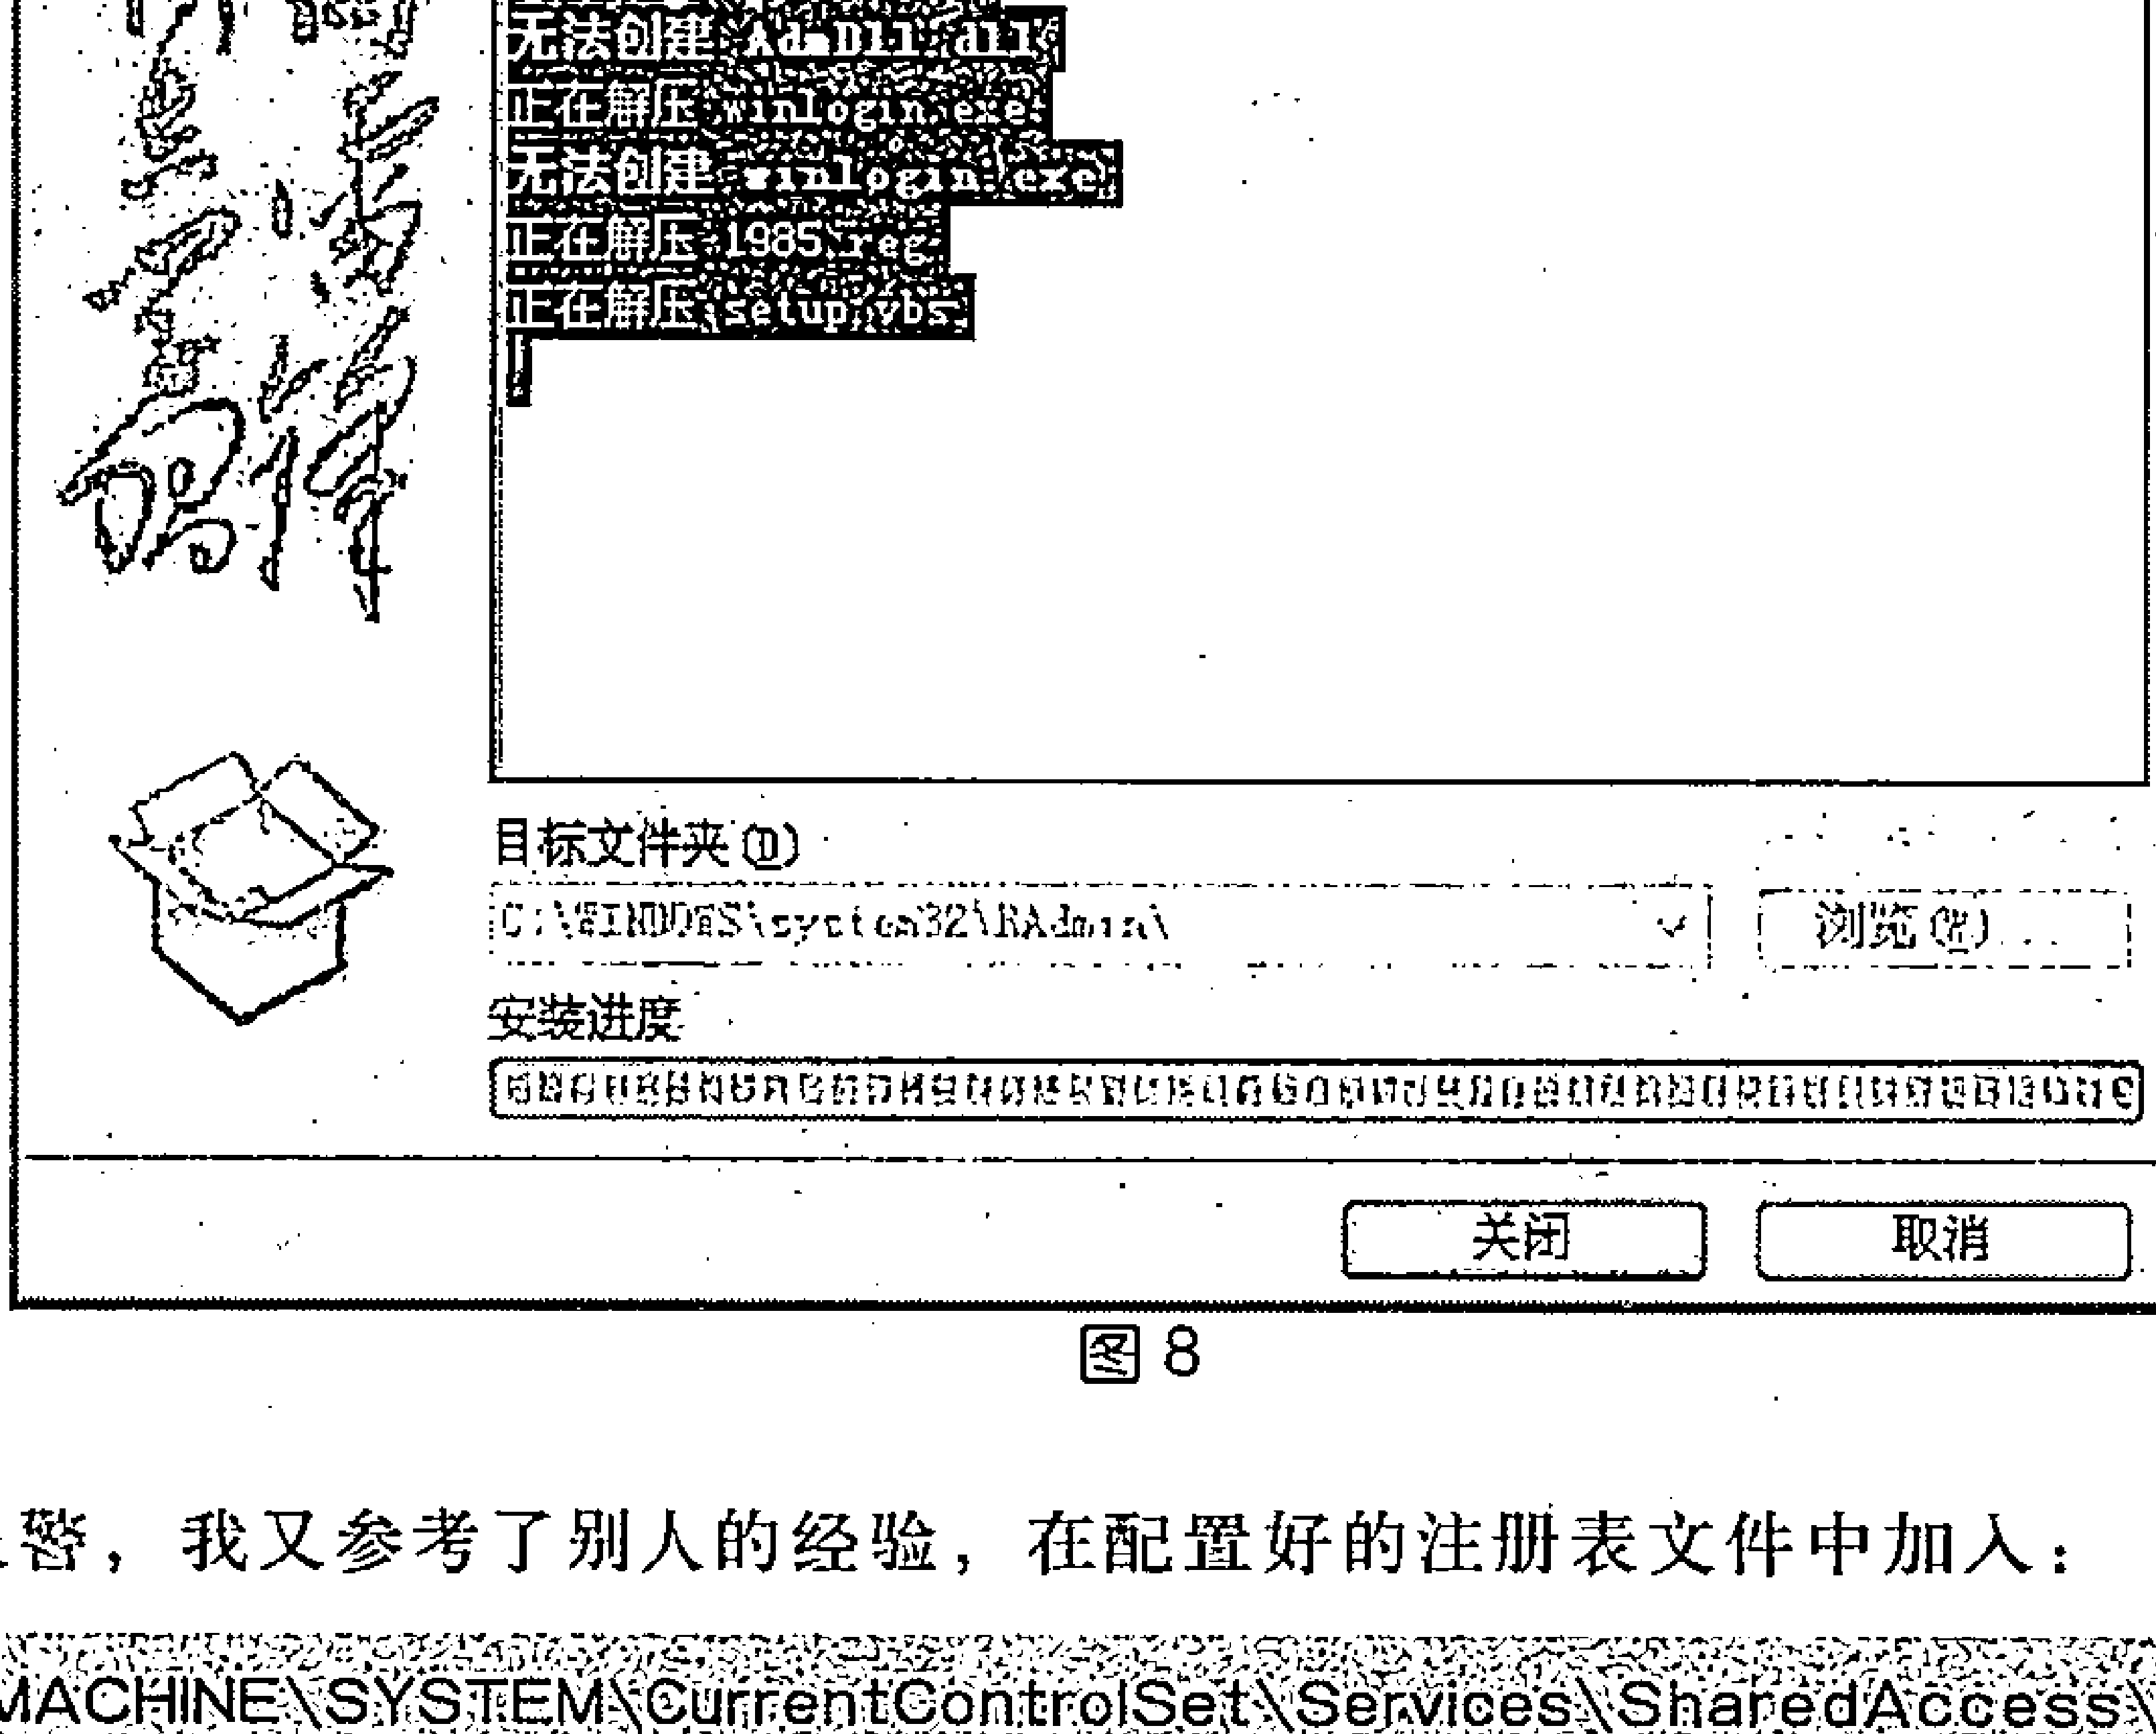 无法创建 AdmDll.dll
正在解压 winlogin.exe
无法创建 winlogin.exe
正在解压 1985.reg
正在解压 setup.vbs
目标文件夹(D)
C:\WINDOWS\system32\RAdmin\
浏览(W)...
安装进度
关闭
取消
图 8
警，我又参考了别人的经验，在配置好的注册表文件中加入：
MACHINE\SYSTEM\CurrentControlSet\Services\SharedAccess\